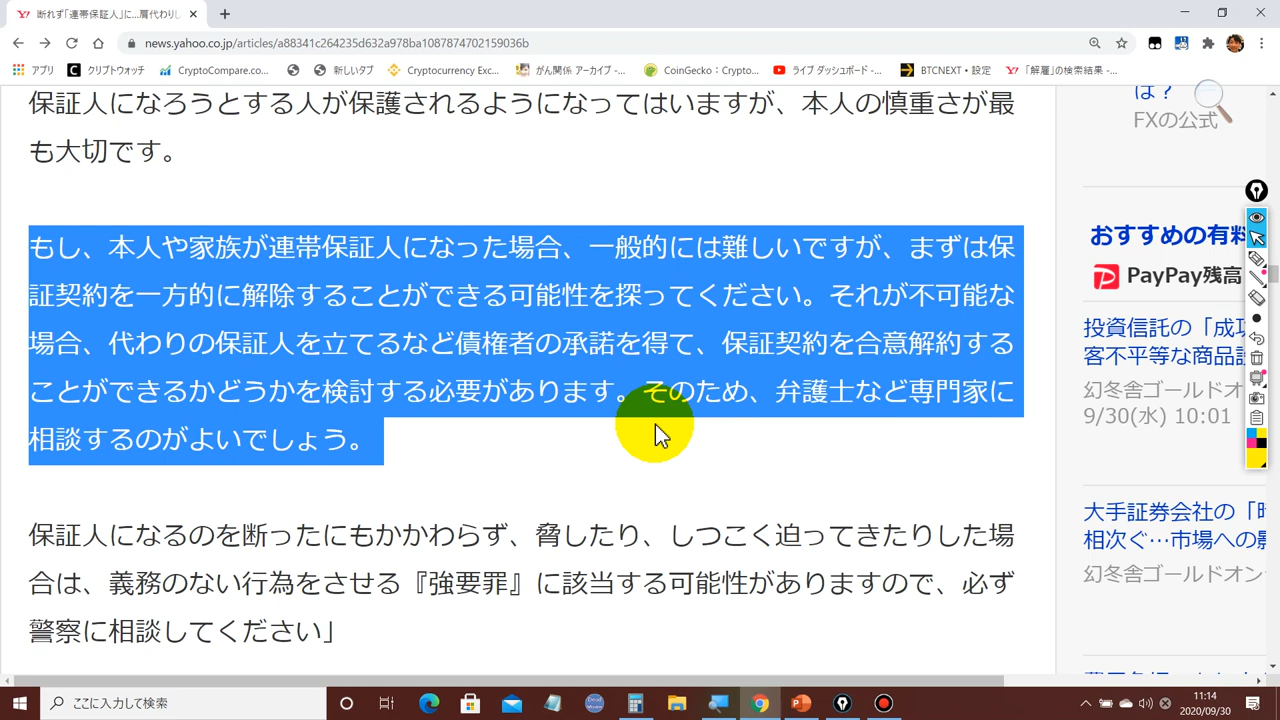 断れず「連帯保証人」に…肩代わりし
news.yahoo.co.jp/articles/a88341c264235d632a978ba1087874702159036b
アプリ
クリプトウォッチ
CryptoCompare.co...
新しいタブ
Cryptocurrency Exc...
がん関係 アーカイブ -...
CoinGecko : Cryptoc...
ライブ ダッシュボード -...
BTCNEXT・設定
「解雇」の検索結果 -...
保証人になろうとする人が保護されるようになってはいますが、本人の慎重さが最
も大切です。
もし、本人や家族が連帯保証人になった場合、一般的には難しいですが、まずは保
証契約を一方的に解除することができる可能性を探ってください。それが不可能な
場合、代わりの保証人を立てるなど債権者の承諾を得て、保証契約を合意解約する
ことができるかどうかを検討する必要があります。そのため、弁護士など専門家に
相談するのがよいでしょう。
保証人になるのを断ったにもかかわらず、脅したり、しつこく迫ってきたりした場
合は、義務のない行為をさせる『強要罪』に該当する可能性がありますので、必ず
警察に相談してください」
は？
FXの公式
おすすめの有料
PayPay残高
投資信託の「成功
客不平等な商品設
幻冬舎ゴールドオ
9/30(水) 10:01
大手証券会社の「時
相次ぐ…市場への影
幻冬舎ゴールドオン
ここに入力して検索
11:14
2020/09/30